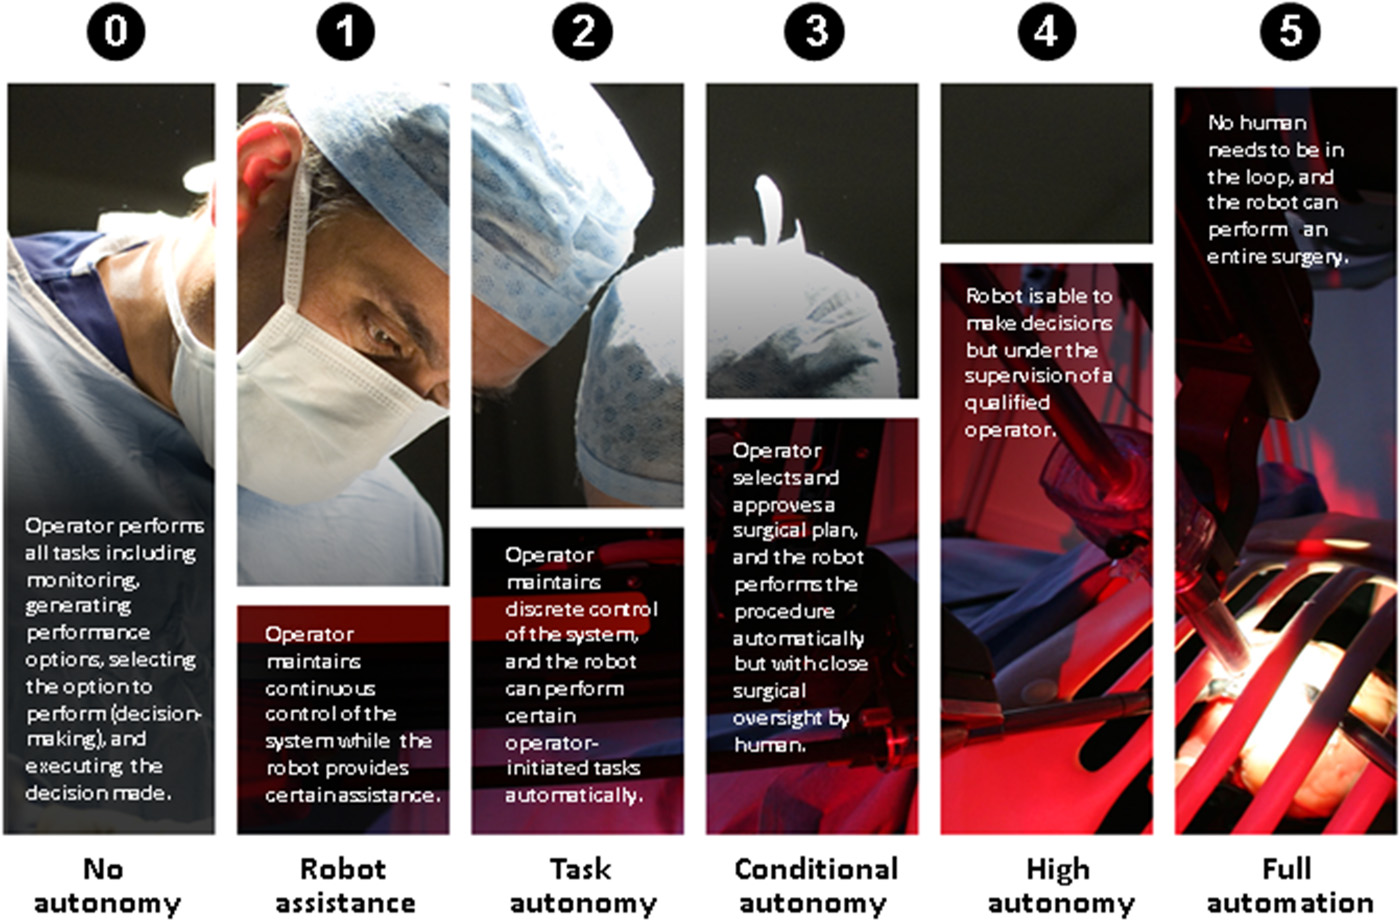 0
1
2
3
4
5
Operator performs
all tasks including
monitoring,
generating
performance
options, selecting
the option to
perform (decision-
making), and
executing the
decision made.
Operator
maintains
continuous
control of the
system while the
robot provides
certain assistance.
Operator
maintains
discrete control
of the system,
and the robot
can perform
certain
operator-
initiated tasks
automatically.
Operator
selects and
approves a
surgical plan,
and the robot
performs the
procedure
automatically
but with close
surgical
oversight by
human.
Robot is able to
make decisions
but under the
supervision of a
qualified
operator.
No human
needs to be in
the loop, and
the robot can
perform an
entire surgery.
No
autonomy
Robot
assistance
Task
autonomy
Conditional
autonomy
High
autonomy
Full
automation